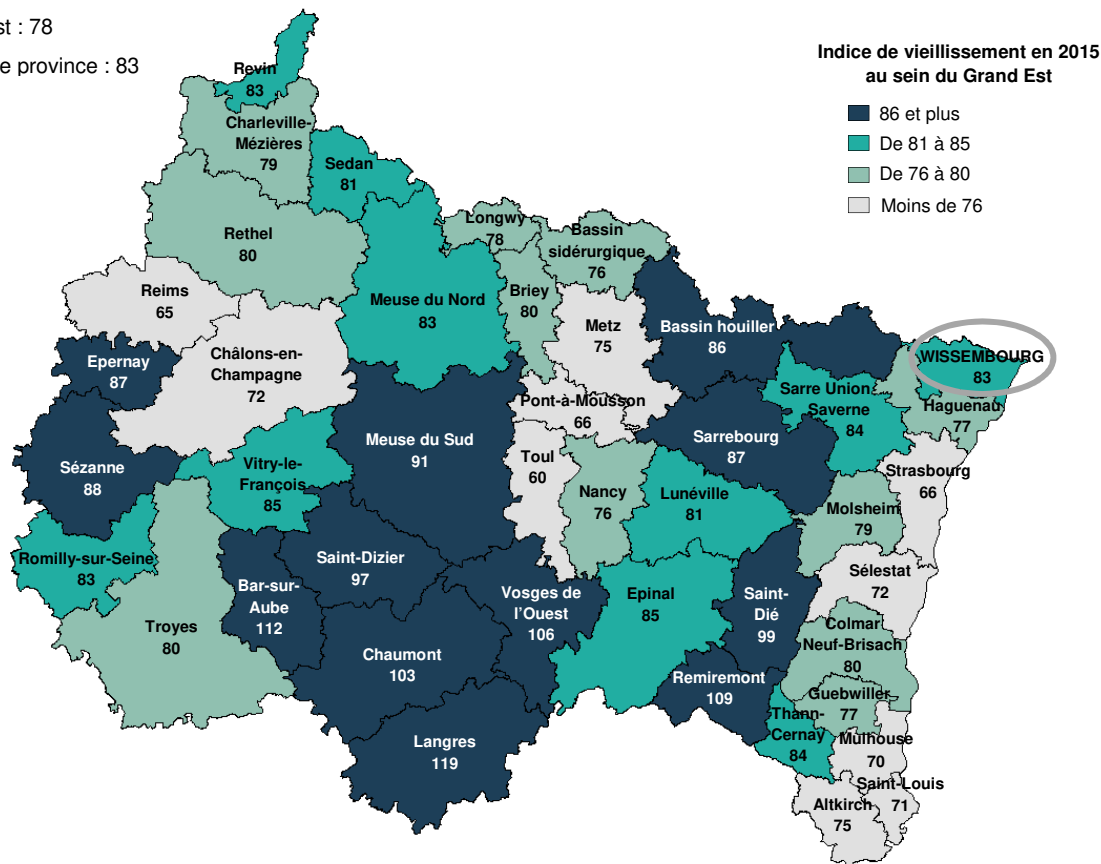 st : 78
e province : 83
Indice de vieillissement en 2015
au sein du Grand Est
86 et plus
De 81 à 85
De 76 à 80
Moins de 76
Revin
83
Charleville-
Mézières
79
Sedan
81
Rethel
80
Longwy
78
Bassin
sidérurgique
76
Reims
65
Meuse du Nord
83
Briey
80
Metz
75
Bassin houiller
86
WISSEMBOURG
83
Epernay
87
Châlons-en-
Champagne
72
Pont-à-Mousson
66
Sarre Union-
Saverne
84
Haguenau
77
Sézanne
88
Vitry-le-
François
85
Meuse du Sud
91
Toul
60
Nancy
76
Lunéville
81
Sarrebourg
87
Strasbourg
66
Molsheim
79
Romilly-sur-Seine
83
Troyes
80
Bar-sur-
Aube
112
Saint-Dizier
97
Vosges de
l'Ouest
106
Epinal
85
Saint-
Dié
99
Sélestat
72
Colmar
Neuf-Brisach
80
Chaumont
103
Remiremont
109
Guebwiller
77
Thann-
Cernay
84
Mulhouse
70
Langres
119
Altkirch
75
Saint-Louis
71